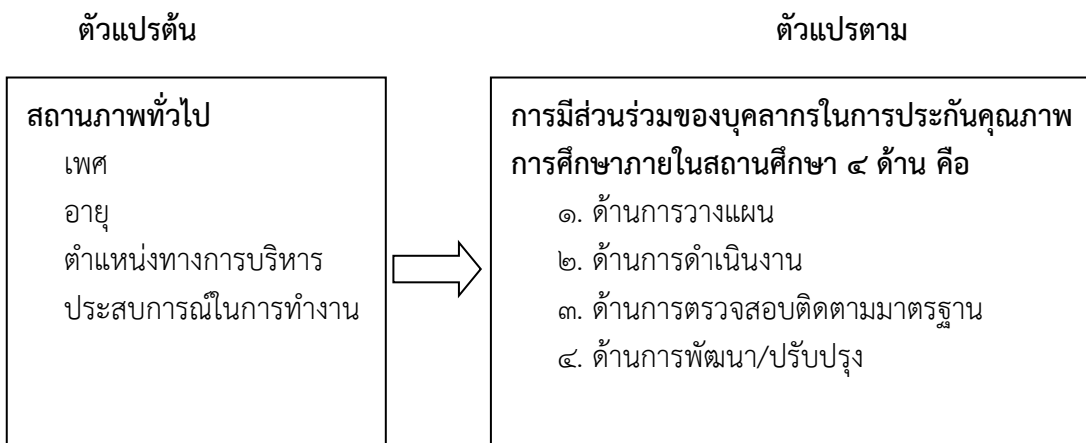 ตัวแปรต้น
ตัวแปรตาม
สถานภาพทั่วไป
เพศ
อายุ
ตำแหน่งทางการบริหาร
ประสบการณ์ในการทำงาน
การมีส่วนร่วมของบุคลากรในการประกันคุณภาพ
การศึกษาภายในสถานศึกษา ๔ ด้าน คือ
๑. ด้านการวางแผน
๒. ด้านการดำเนินงาน
๓. ด้านการตรวจสอบติดตามมาตรฐาน
๔. ด้านการพัฒนา/ปรับปรุง